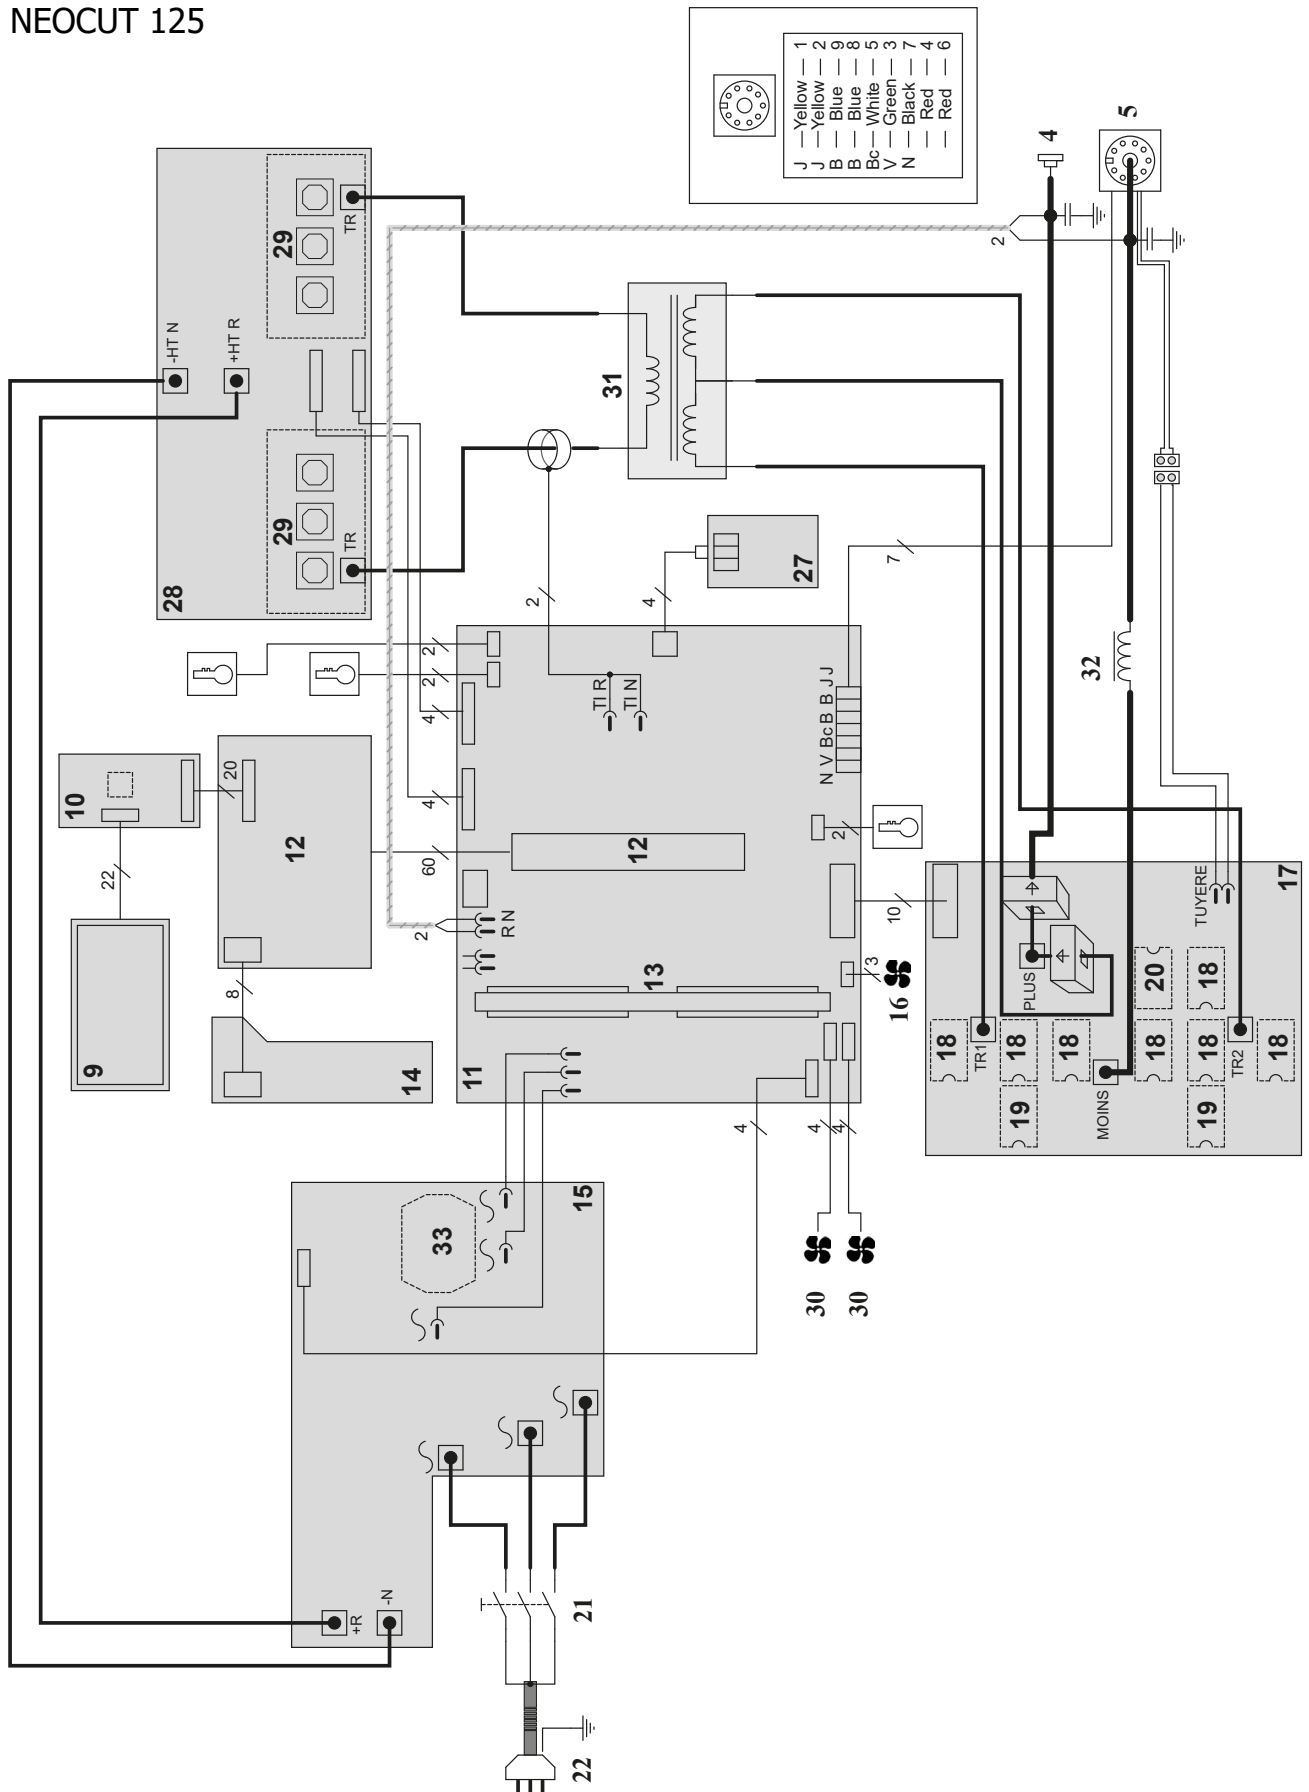 NEOCUT 125
J — Yellow — 1
J — Yellow — 2
B — Blue — 9
B — Blue — 8
Bc — White — 5
V — Green — 3
N — Black — 7
— Red — 4
— Red — 6
4
5
2
28
-HT N
+HT R
29
TR
29
TR
31
2
4
27
7
32
10
22
20
12
9
8
14
60
12
2
2
4
4
2
R N
TI R
TI N
N V Bc B B J J
2
10
3
16
13
11
4
4
4
30
30
15
33
+R
-N
21
22
17
TUYERE
PLUS
MOINS
TR1
TR2
18
18
18
18
18
18
18
19
19
20